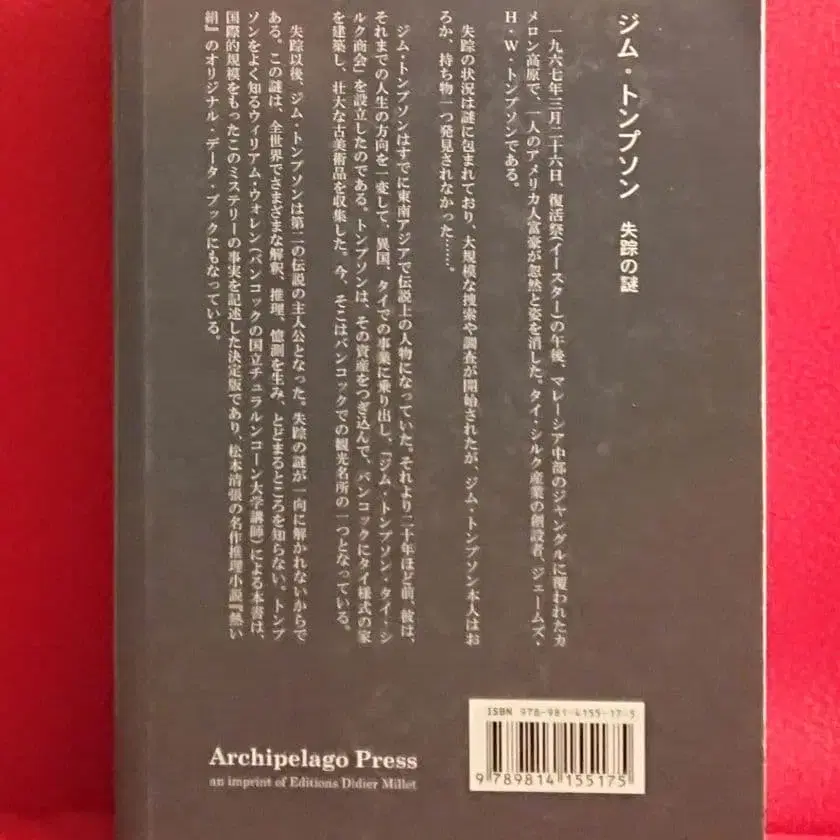 ジム・トンプソン 失踪の謎
一九六七年三月二十六日、復活祭(イースター)の午後、マレーシア中部のジャングルに覆われたカ
メロン高原で、一人のアメリカ人富豪が忽然と姿を消した。タイ・シルク産業の創設者、ジェームズ・
H・W・トンプソンである。
失踪の状況は謎に包まれており、大規模な捜索や調査が開始されたが、ジム・トンプソン本人はお
ろか、持ち物一つ発見されなかった……。
ジム・トンプソンはすでに東南アジアで伝説上の人物になっていた。それより二十年ほど前、彼は、
それまでの人生の方向を一変して、異国、タイでの事業に乗り出し、「ジム・トンプソン・タイ・シ
ルク商会」を設立したのである。トンプソンは、その資産をつぎ込んで、バンコックにタイ様式の家
を建築し、壮大な古美術品を収集した。今、そこはバンコックでの観光名所の一つとなっている。
失踪以後、ジム・トンプソンは第二の伝説の主人公となった。失踪の謎が一向に解かれないからで
ある。この謎は、全世界でさまざまな解釈、推理、憶測を生み、とどまるところを知らない。トンプ
ソンをよく知るウィリアム・ウォレン(バンコックの国立チュラルンコーン大学講師)による本書は、
国際的規模をもったこのミステリーの事実を記述した決定版であり、松本清張の名作推理小説『熱い
絹』のオリジナル・データ・ブックにもなっている。
ISBN 978-981-4155-17-5
9 789814 155175
Archipelago Press
an imprint of Editions Didier Millet